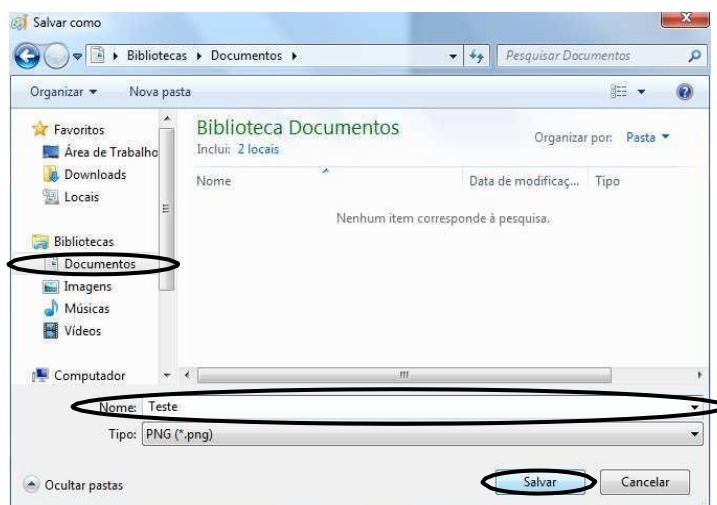 Salvar como
Bibliotecas Documentos
Pesquisar Documentos
Organizar Nova pasta
Favoritos
Área de Trabalho
Downloads
Locais
Bibliotecas
Documentos
Imagens
Músicas
Vídeos
Computador
Biblioteca Documentos
Inclui: 2 locais
Organizar por: Pasta
Nome Data de modificaç... Tipo
Nenhum item corresponde à pesquisa.
Nome: Teste
Tipo: PNG (*.png)
Ocultar pastas
Salvar Cancelar